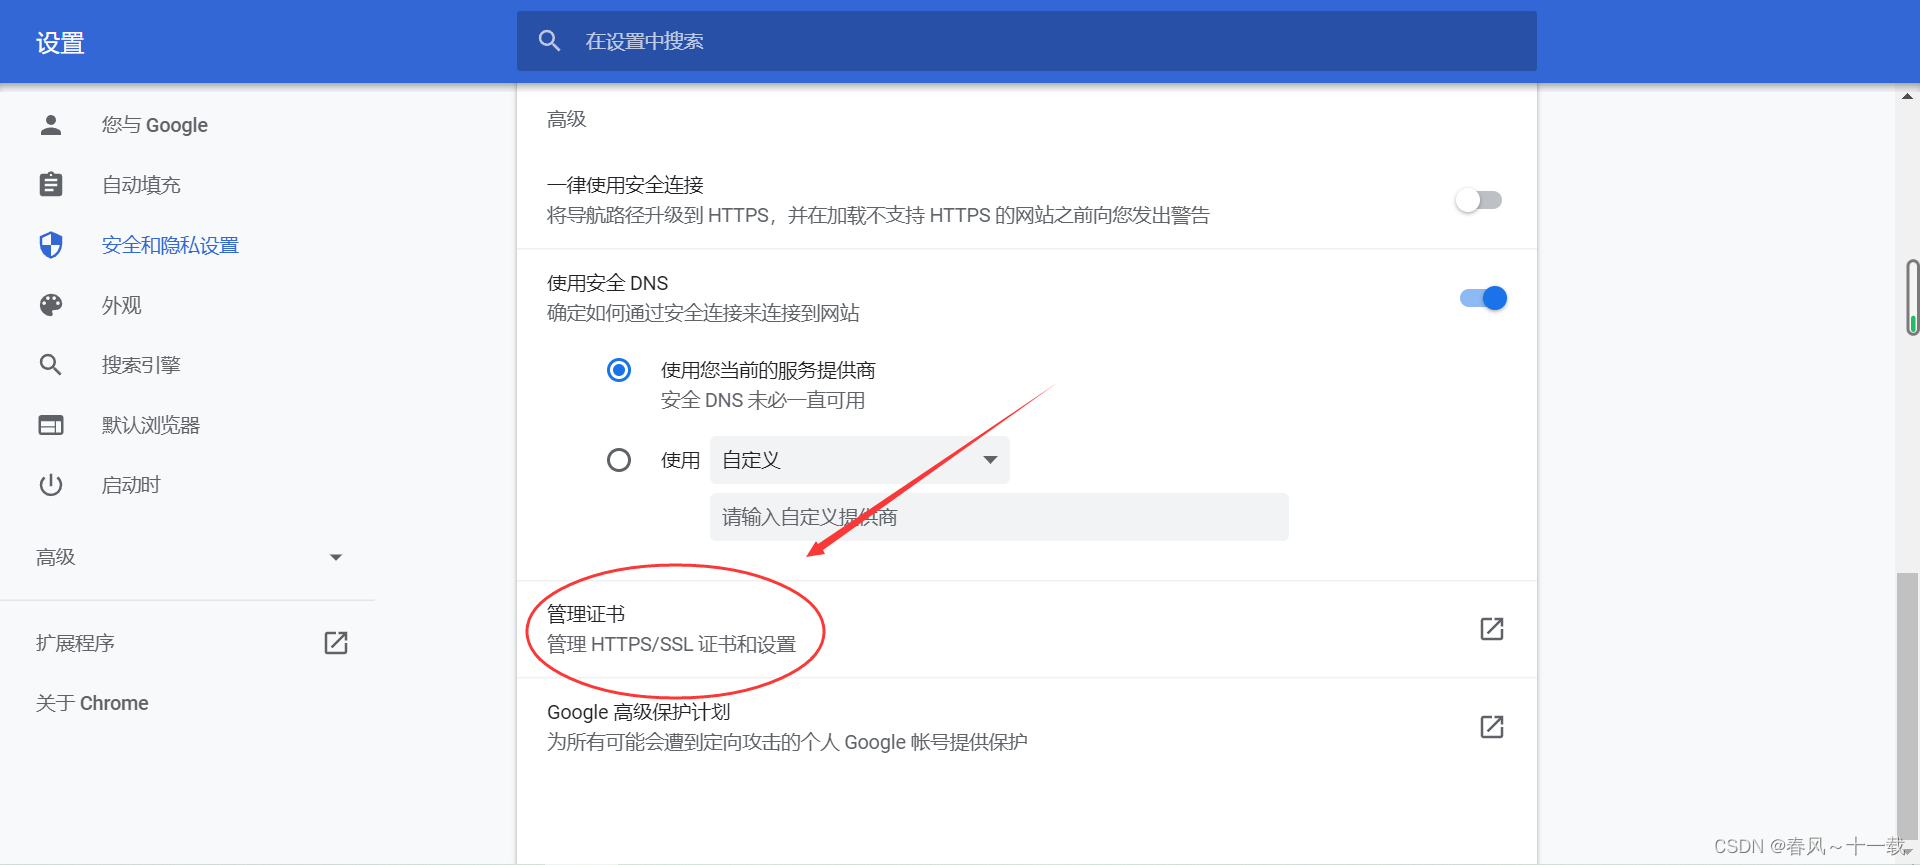 设置
在设置中搜索
您与 Google
自动填充
安全和隐私设置
外观
搜索引擎
默认浏览器
启动时
高级
扩展程序
关于 Chrome
高级
一律使用安全连接
将导航路径升级到 HTTPS，并在加载不支持 HTTPS 的网站之前向您发出警告
使用安全 DNS
确定如何通过安全连接来连接到网站
使用您当前的服务提供商
安全 DNS 未必一直可用
使用 自定义
请输入自定义提供商
管理证书
管理 HTTPS/SSL 证书和设置
Google 高级保护计划
为所有可能会遭到定向攻击的个人 Google 帐号提供保护
CSDN @春风～十一载